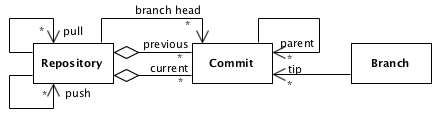 branch head
*
pull
*
previous
*
parent
*
Repository
Commit
Branch
current
*
tip
*
push
*